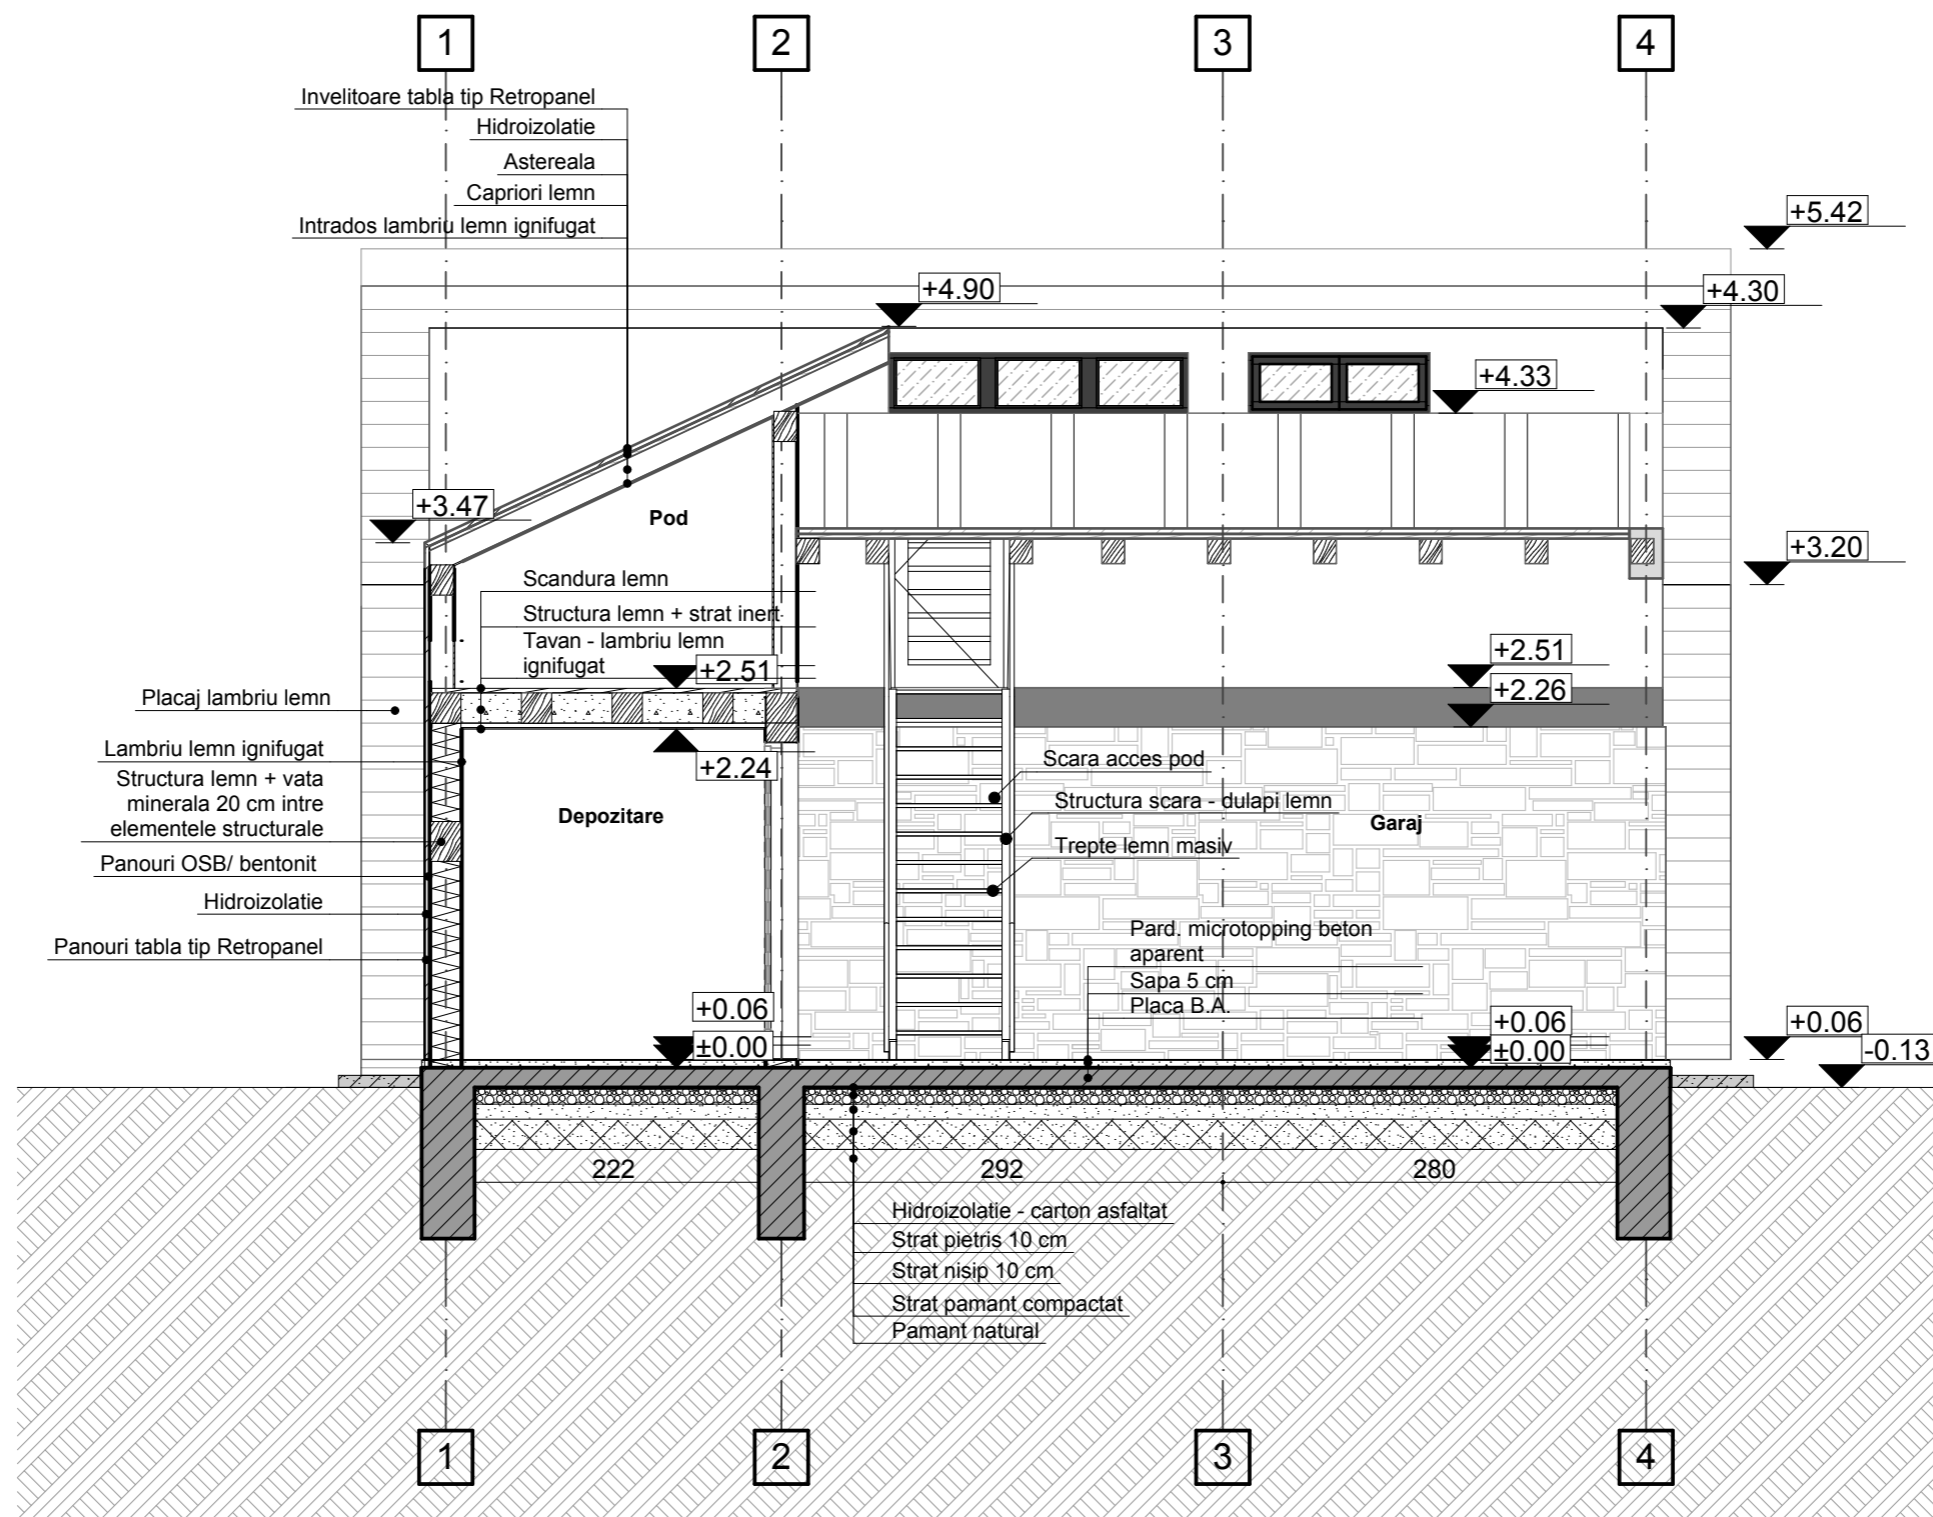 1
2
3
4
Invelitoare tabla tip Retropanel
Hidroizolatie
Astereala
Capriori lemn
Intrados lambriu lemn ignifugat
+5.42
+4.90
+4.30
+4.33
+3.47
Pod
+3.20
Scandura lemn
Structura lemn + strat inert
Tavan - lambriu lemn
ignifugat
+2.51
+2.51
+2.26
+2.24
Placaj lambriu lemn
Lambriu lemn ignifugat
Structura lemn + vata
minerala 20 cm intre
elementele structurale
Panouri OSB/ bentonit
Hidroizolatie
Panouri tabla tip Retropanel
Depozitare
Scara acces pod
Structura scara - dulapi lemn
Garaj
Trepte lemn masiv
Pard. microtopping beton
aparent
Sapa 5 cm
Placa B.A.
+0.06
±0.00
+0.06
±0.00
+0.06
-0.13
222
292
280
Hidroizolatie - carton asfaltat
Strat pietris 10 cm
Strat nisip 10 cm
Strat pamant compactat
Pamant natural
1
2
3
4